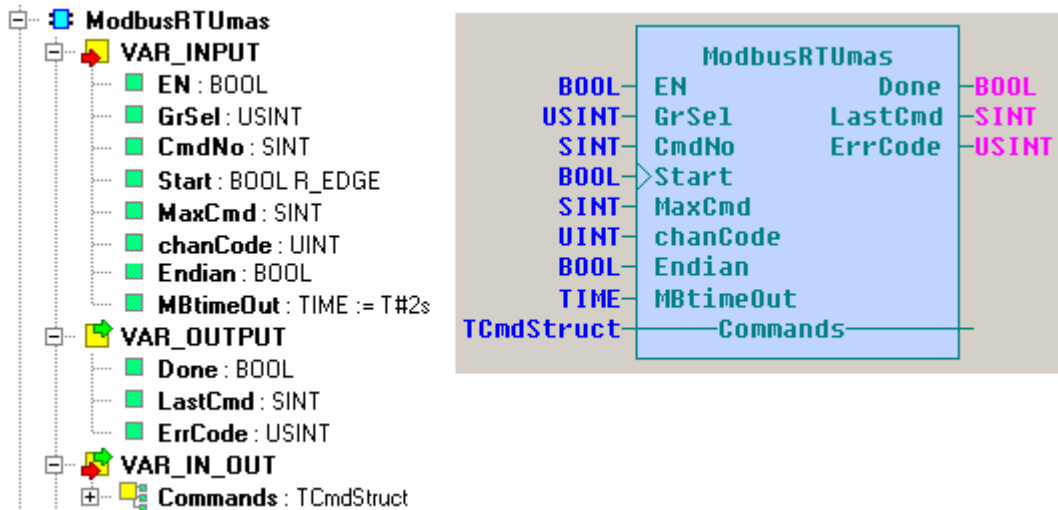 ModbusRTUmas
VAR_INPUT
EN : BOOL
GrSel : USINT
CmdNo : SINT
Start : BOOL R_EDGE
MaxCmd : SINT
chanCode : UINT
Endian : BOOL
MBtimeOut : TIME := T#2s
VAR_OUTPUT
Done : BOOL
LastCmd : SINT
ErrCode : USINT
VAR_IN_OUT
Commands : TCmdStruct
ModbusRTUmas
BOOL EN Done BOOL
USINT GrSel LastCmd SINT
SINT CmdNo ErrCode USINT
BOOL Start
SINT MaxCmd
UINT chanCode
BOOL Endian
TIME MBtimeOut
TCmdStruct Commands